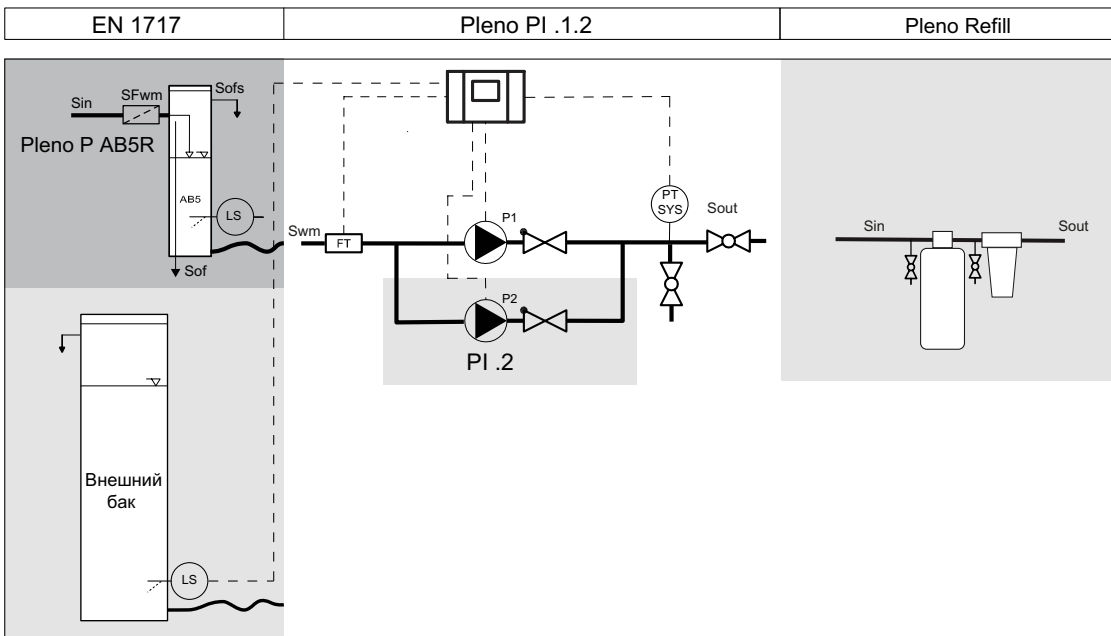 EN 1717
Pleno PI .1.2
Pleno Refill
Sin
SFwm
Sofs
Pleno P AB5R
AB5
LS
Sof
Swm
FT
P1
PT
SYS
Sout
P2
PI .2
Sin
Sout
Внешний
бак
LS